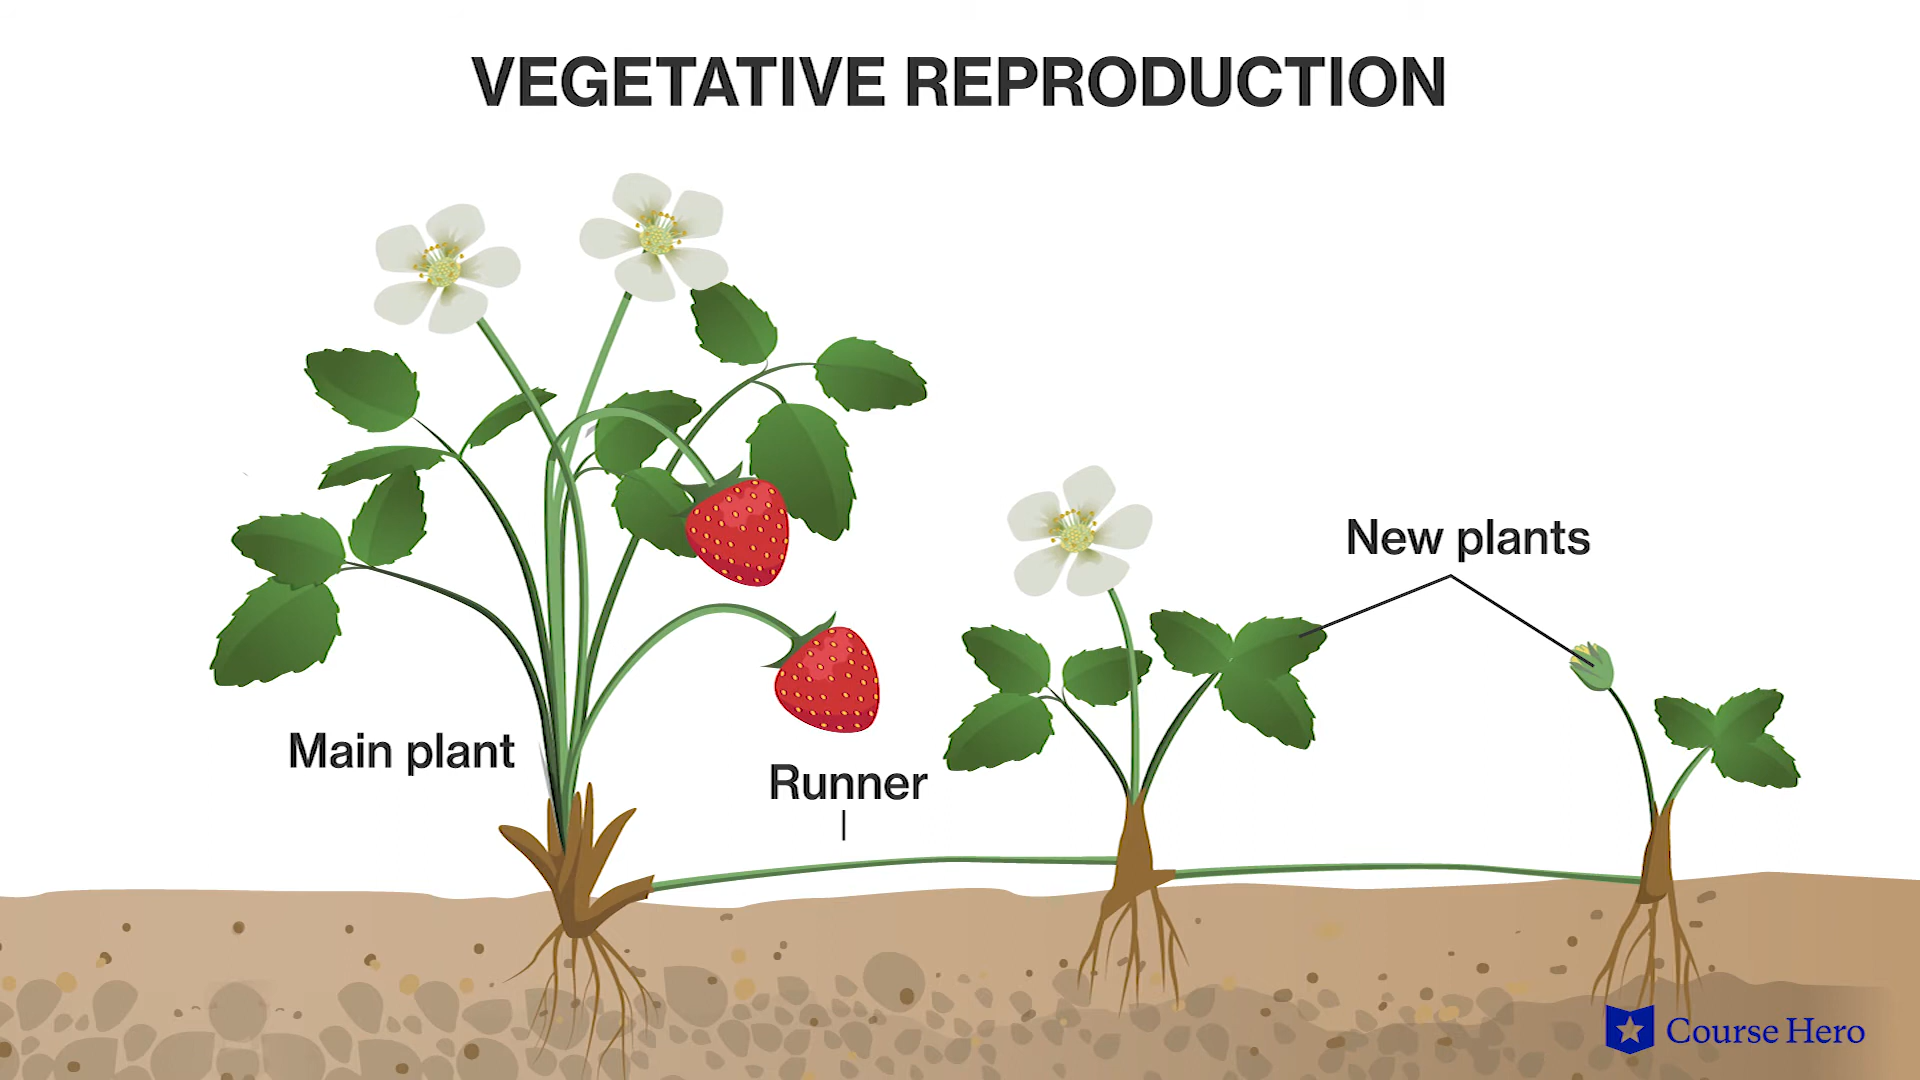 VEGETATIVE REPRODUCTION
New plants
Main plant
Runner
Course Hero